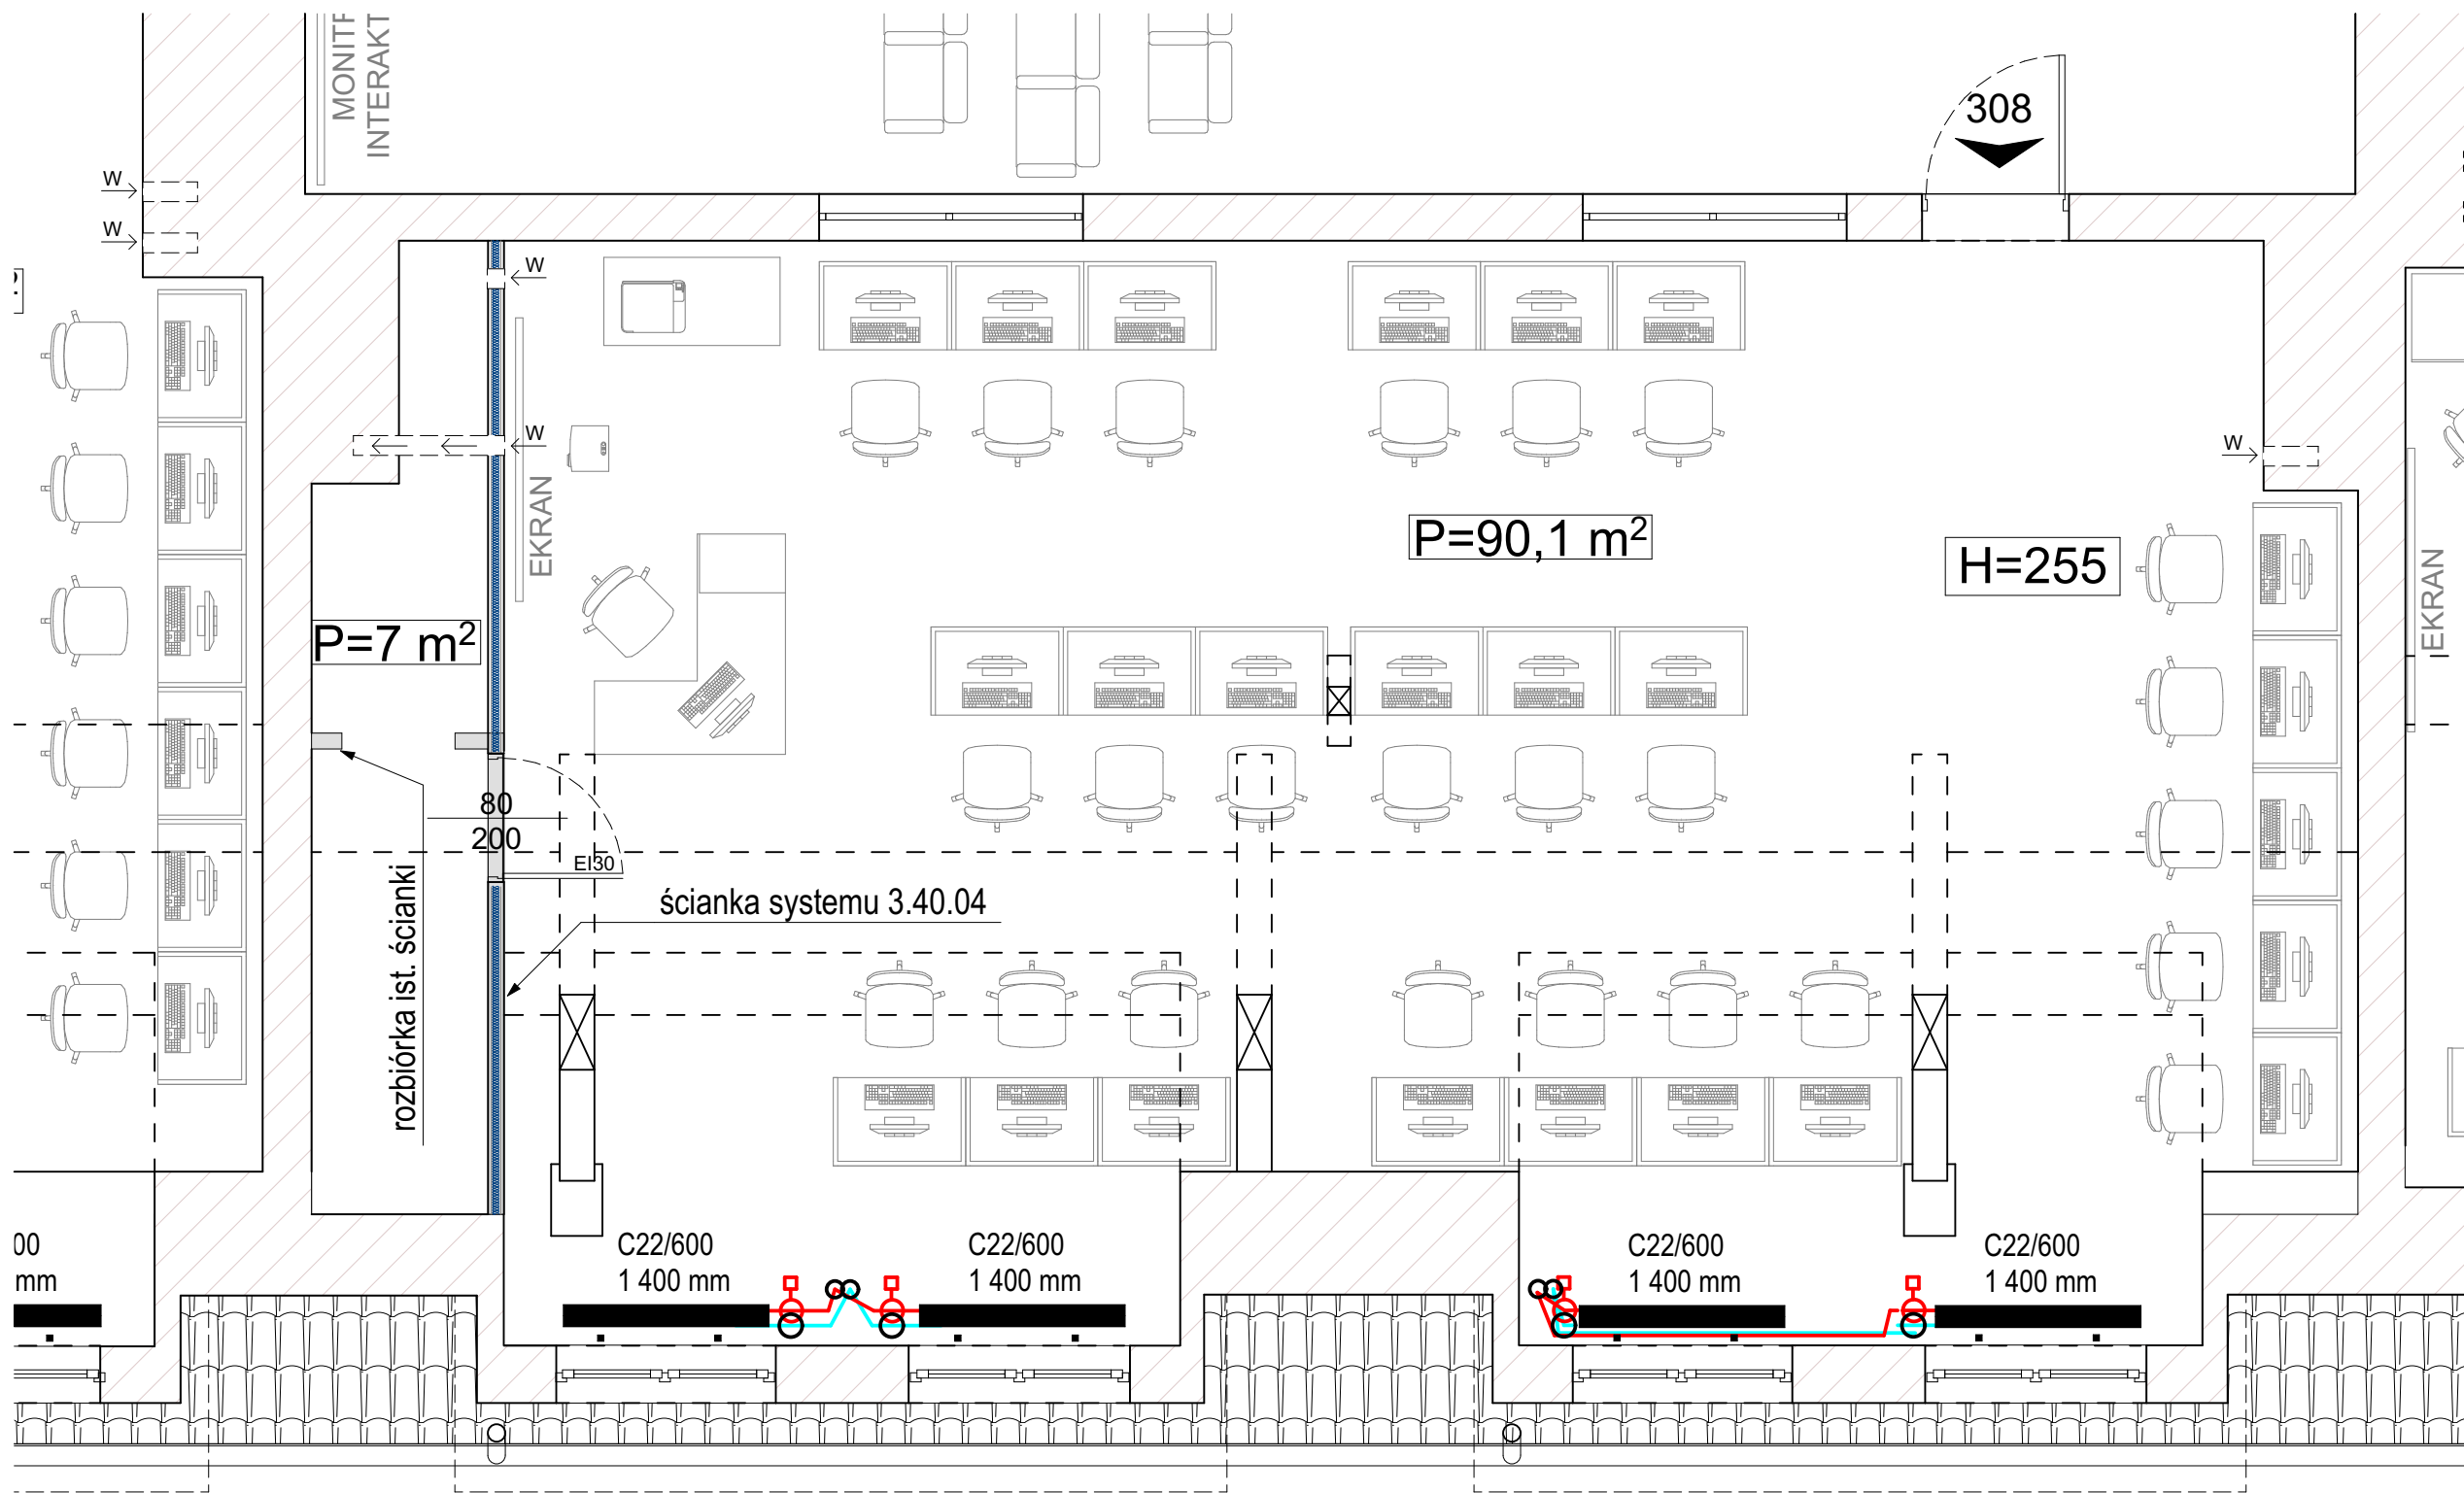 MONIT
INTERAKT
308
W
W
W
W
W
EKRAN
P=90,1 m²
H=255
EKRAN
P=7 m²
80
200
EI30
rozbiórka ist. ścianki
ścianka systemu 3.40.04
00
mm
C22/600
1 400 mm
C22/600
1 400 mm
C22/600
1 400 mm
C22/600
1 400 mm